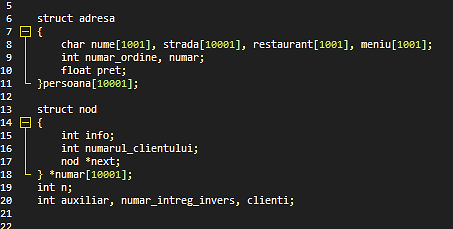 5
6 struct adresa
7 {
8 char nume[1001], strada[10001], restaurant[1001], meniu[1001];
9 int numar_ordine, numar;
10 float pret;
11 }persoana[10001];
12
13 struct nod
14 {
15 int info;
16 int numarul_clientului;
17 nod *next;
18 } *numar[10001];
19 int n;
20 int auxiliar, numar_intreg_invers, clienti;
21
22